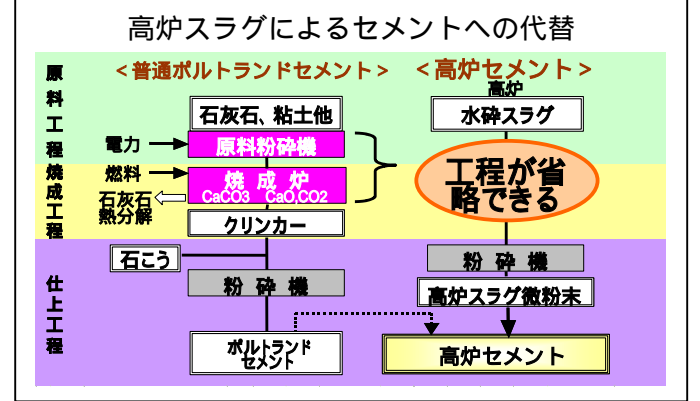 高炉スラグによるセメントへの代替
＜普通ポルトランドセメント＞
＜高炉セメント＞
原料工程
石灰石、粘土他
高炉
水砕スラグ
電力
原料粉砕機
工程が省
略できる
焼成工程
燃料
焼 成 炉
CaCO3 CaO,CO2
石灰石
熱分解
クリンカー
仕上工程
石こう
粉 砕 機
粉 砕 機
高炉スラグ微粉末
ポルトランド
セメント
高炉セメント